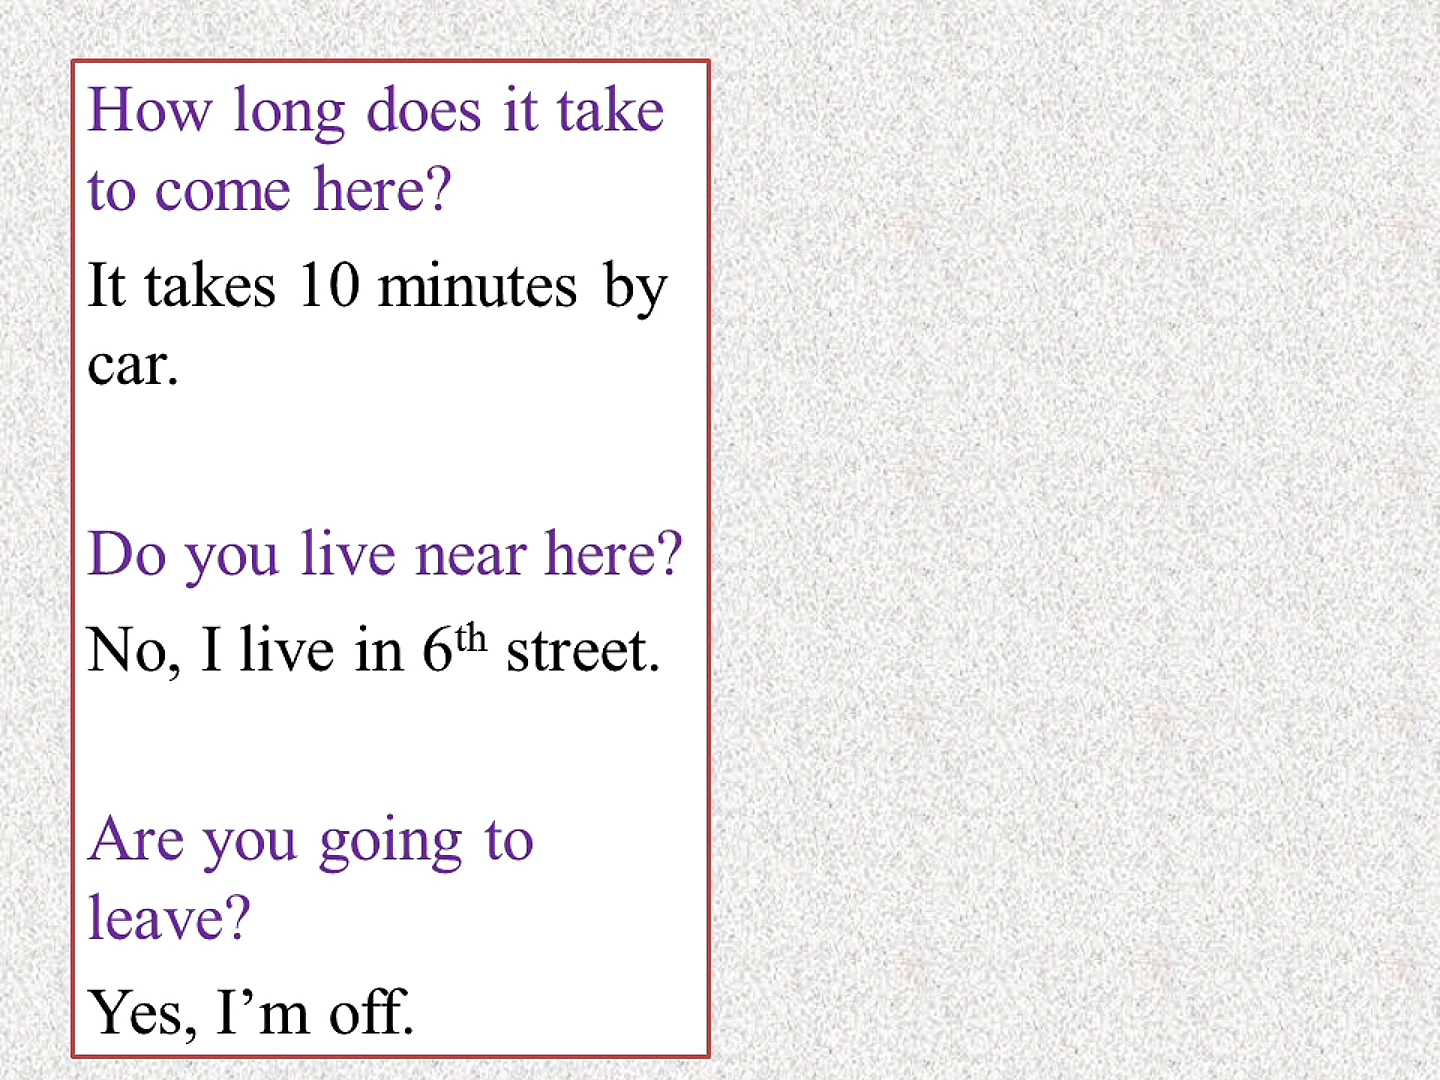 How long does it take
to come here?
It takes 10 minutes by
car.
Do you live near here?
No, I live in 6th street.
Are you going to
leave?
Yes, I’m off.